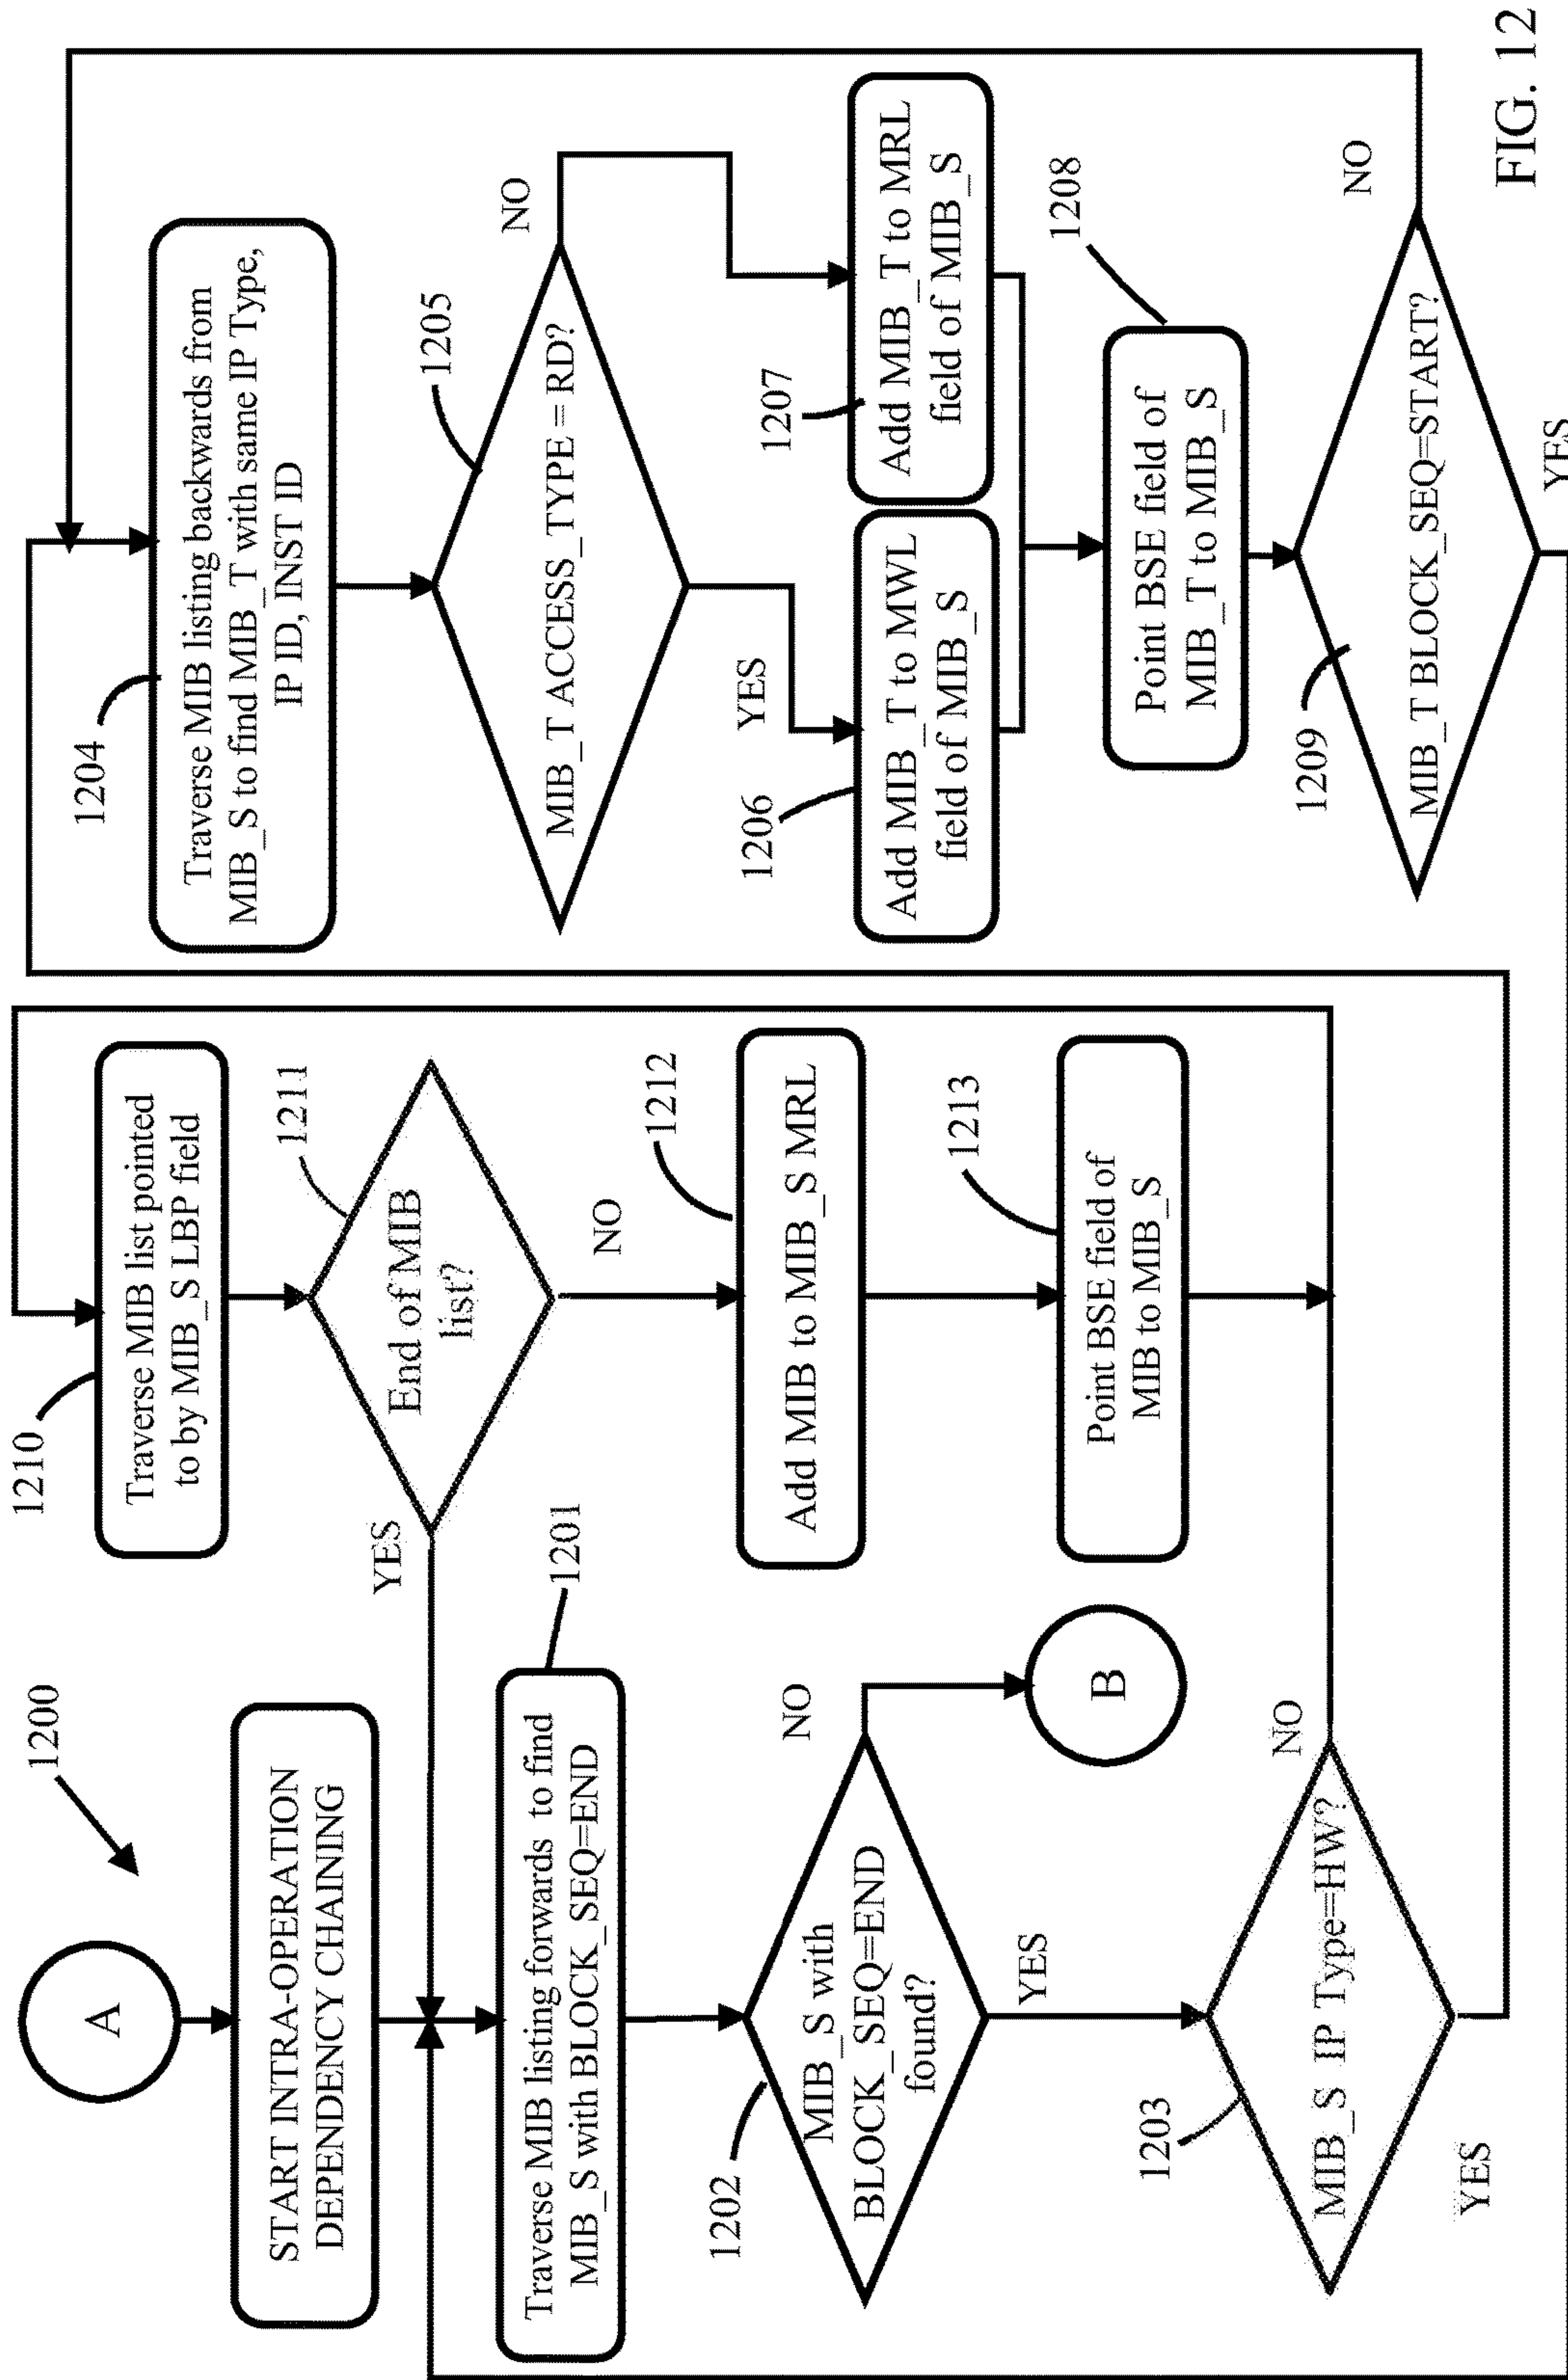 1200
A
START INTRA-OPERATION
DEPENDENCY CHAINING
1201
Traverse MIB listing forwards to find
MIB_S with BLOCK_SEQ=END
1202
MIB_S with
BLOCK_SEQ=END
found?
NO
B
YES
1203
MIB_S IP Type=HW?
NO
YES
1210
Traverse MIB list pointed
to by MIB_S LBP field
1211
End of MIB
list?
YES
NO
1212
Add MIB to MIB_S MRL
1213
Point BSE field of
MIB to MIB_S
1204
Traverse MIB listing backwards from
MIB_S to find MIB_T with same IP Type,
IP ID, INST ID
1205
MIB_T ACCESS_TYPE = RD?
NO
YES
1206
Add MIB_T to MWL
field of MIB_S
1207
Add MIB_T to MRL
field of MIB_S
1208
Point BSE field of
MIB_T to MIB_S
1209
MIB_T BLOCK_SEQ=START?
NO
YES
FIG. 12